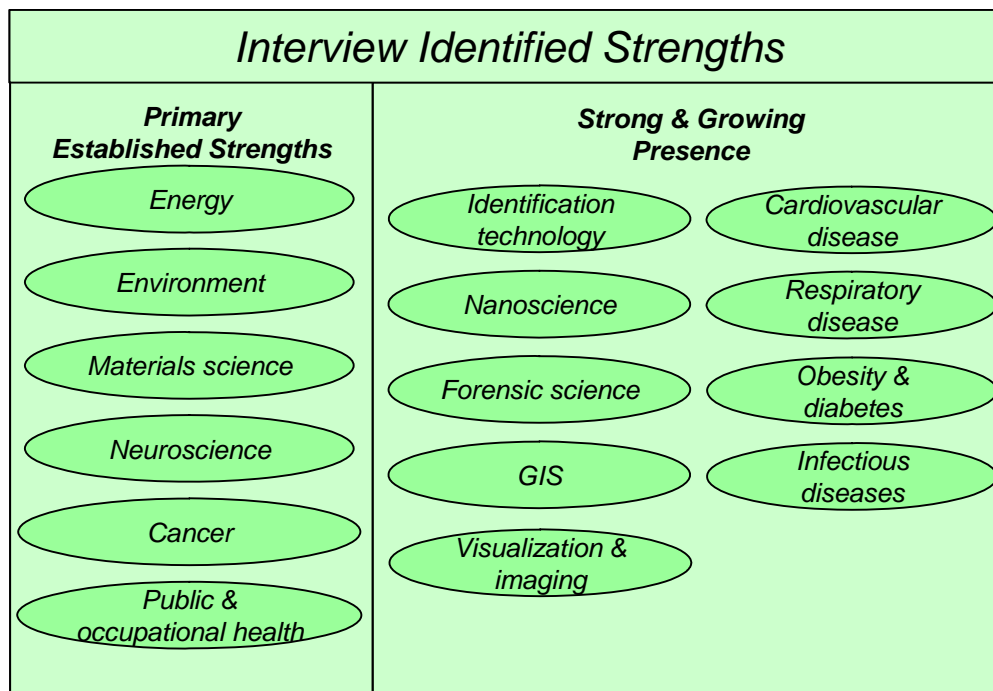 Interview Identified Strengths
Primary
Established Strengths
Energy
Environment
Materials science
Neuroscience
Cancer
Public &
occupational health
Strong & Growing
Presence
Identification
technology
Nanoscience
Forensic science
GIS
Visualization &
imaging
Cardiovascular
disease
Respiratory
disease
Obesity &
diabetes
Infectious
diseases